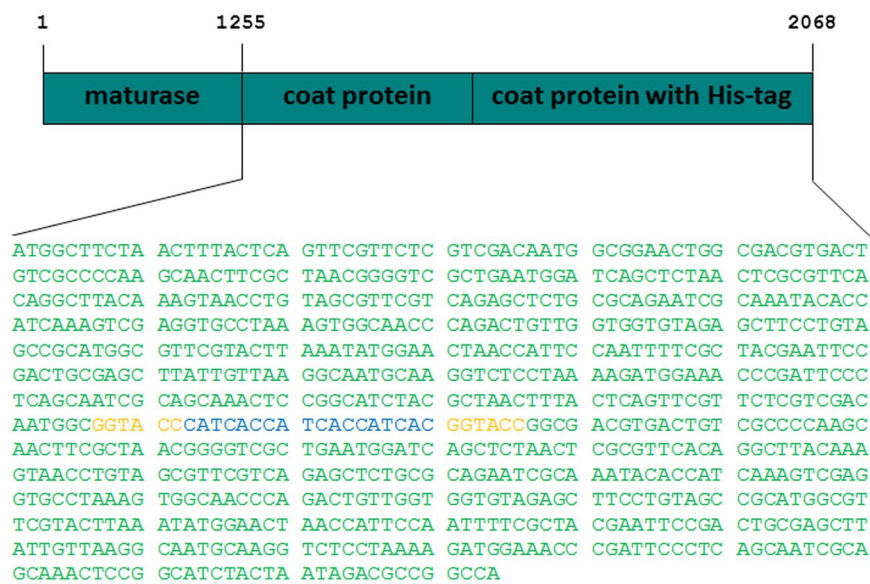 1 1255 2068
maturase coat protein coat protein with His-tag
ATGGCTTCTA ACTTTACTCA GTTCGTTCTC GTCGACAATG GCGGAACTGG CGACGTGACT
GTCGCCCCAA GCAACTTCGC TAACGGGGTC GCTGAATGGA TCAGCTCTAA CTCGCGTTCA
CAGGCTTACA AAGTAACCTG TAGCGTTCGT CAGAGCTCTG CGCAGAATCG CAAATACACC
ATCAAAGTCG AGGTGCCTAA AGTGGCAACC CAGACTGTTG GTGGTGTAGA GCTTCCTGTA
GCCGCATGGC GTTCGTACTT AAATATGGAA CTAACCATTC CAATTTTCGC TACGAATTCC
GACTGCGAGC TTATTGTTAA GGCAATGCAA GGTCTCCTAA AAGATGGAAA CCCGATTCCC
TCAGCAATCG CAGCAAACTC CGGCATCTAC GCTAACTTTA CTCAGTTCGT TCTCGTCGAC
AATGGCGGTA CCCATCACCA TCACCATCAC GGTACCGGCG ACGTGACTGT CGCCCCAAGC
AACTTCGCTA ACGGGGTCGC TGAATGGATC AGCTCTAACT CGCGTTCACA GGCTTACAAA
GTAACCTGTA GCGTTCGTCA GAGCTCTGCG CAGAATCGCA AATACACCAT CAAAGTCGAG
GTGCCTAAAG TGGCAACCCA GACTGTTGGT GGTGTAGAGC TTCCTGTAGC CGCATGGCGT
TCGTACTTAA ATATGGAACT AACCATTCCA ATTTTCGCTA CGAATTCCGA CTGCGAGCTT
ATTGTTAAGG CAATGCAAGG TCTCCTAAAA GATGGAAACC CGATTCCCTC AGCAATCGCA
GCAAACTCCG GCATCTACTA ATAGACGCCG GCCA